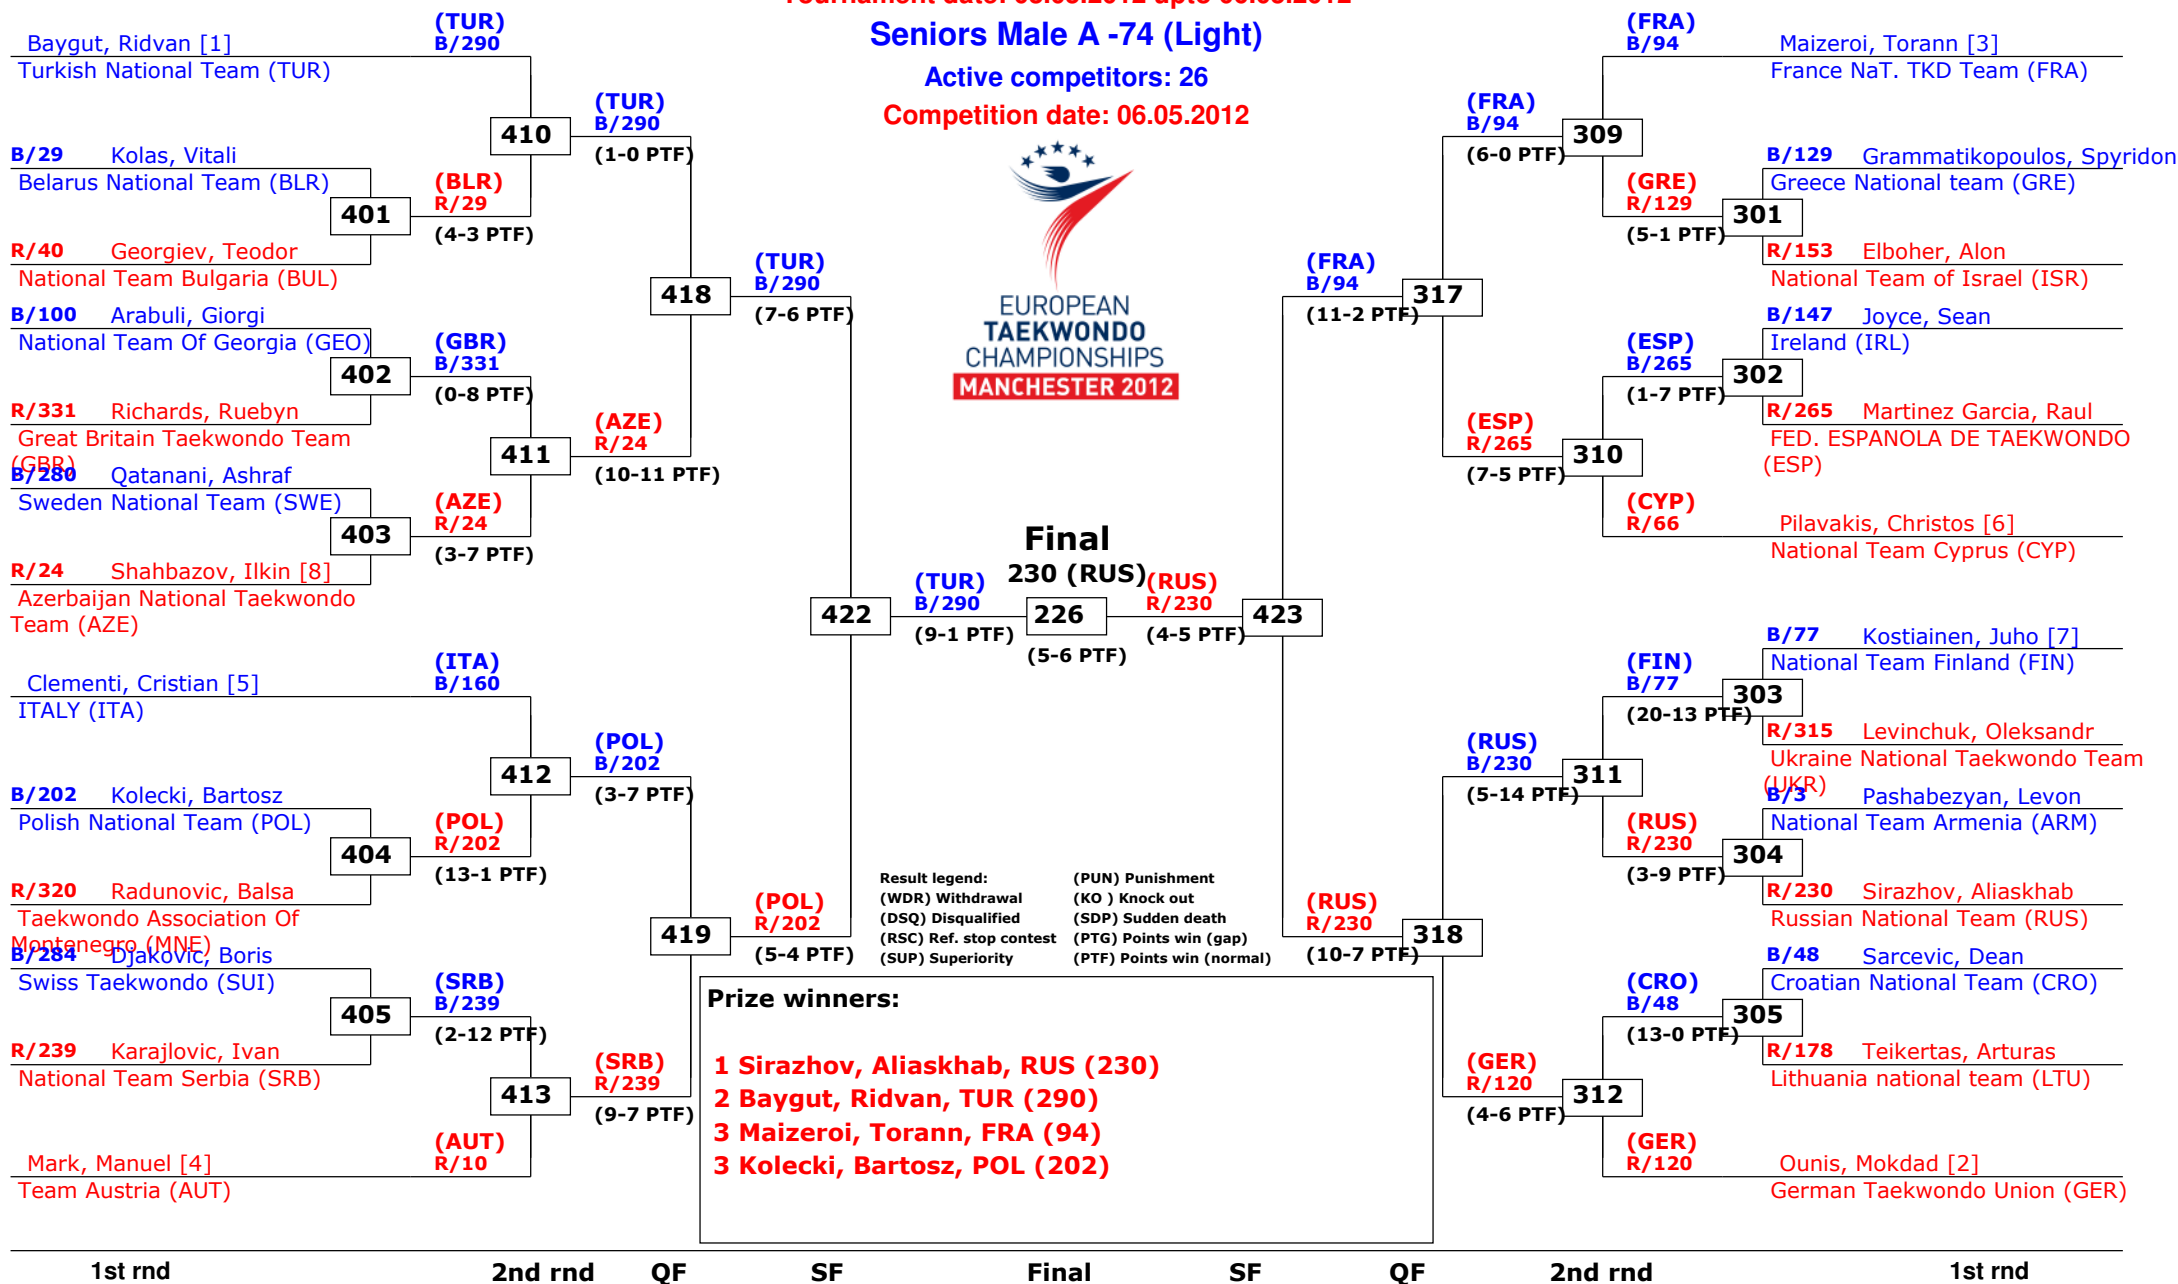 Seniors Male A -74 (Light)
Active competitors: 26
Competition date: 06.05.2012
EUROPEAN
TAEKWONDO
CHAMPIONSHIPS
MANCHESTER 2012
Baygut, Ridvan [1]
Turkish National Team (TUR)
(TUR)
B/290
B/29 Kolas, Vitali
Belarus National Team (BLR)
401
R/40 Georgiev, Teodor
National Team Bulgaria (BUL)
(BLR)
R/29
(4-3 PTF)
410
(TUR)
B/290
(1-0 PTF)
B/100 Arabuli, Giorgi
National Team Of Georgia (GEO)
402
R/331 Richards, Ruebyn
Great Britain Taekwondo Team
(GBR)
(GBR)
B/331
(0-8 PTF)
B/280 Qatanani, Ashraf
Sweden National Team (SWE)
403
R/24 Shahbazov, Ilkin [8]
Azerbaijan National Taekwondo
Team (AZE)
(AZE)
R/24
(3-7 PTF)
411
(AZE)
R/24
(10-11 PTF)
418
(TUR)
B/290
(7-6 PTF)
Clementi, Cristian [5]
ITALY (ITA)
(ITA)
B/160
B/202 Kolecki, Bartosz
Polish National Team (POL)
404
R/320 Radunovic, Balsa
Taekwondo Association Of
Montenegro (MNE)
(POL)
R/202
(13-1 PTF)
412
(POL)
B/202
(3-7 PTF)
B/284 Djakovic, Boris
Swiss Taekwondo (SUI)
405
R/239 Karajlovic, Ivan
National Team Serbia (SRB)
(SRB)
B/239
(2-12 PTF)
Mark, Manuel [4]
Team Austria (AUT)
(AUT)
R/10
413
(SRB)
R/239
(9-7 PTF)
419
(POL)
R/202
(5-4 PTF)
422
(TUR)
B/290
(9-1 PTF)
Final
230 (RUS)
226
(5-6 PTF)
(RUS)
R/230
(4-5 PTF)
423
(FRA)
B/94
(11-2 PTF)
317
(FRA)
B/94
(6-0 PTF)
309
(FRA)
B/94
Maizeroi, Torann [3]
France NaT. TKD Team (FRA)
(GRE)
R/129
(5-1 PTF)
301
B/129 Grammatikopoulos, Spyridon
Greece National team (GRE)
R/153 Elboher, Alon
National Team of Israel (ISR)
(ESP)
R/265
(7-5 PTF)
310
(ESP)
B/265
(1-7 PTF)
302
B/147 Joyce, Sean
Ireland (IRL)
R/265 Martinez Garcia, Raul
FED. ESPANOLA DE TAEKWONDO
(ESP)
(CYP)
R/66
Pilavakis, Christos [6]
National Team Cyprus (CYP)
(RUS)
R/230
(10-7 PTF)
318
(RUS)
B/230
(5-14 PTF)
311
(FIN)
B/77
(20-13 PTF)
303
B/77 Kostiainen, Juho [7]
National Team Finland (FIN)
R/315 Levinchuk, Oleksandr
Ukraine National Taekwondo Team
(UKR)
(RUS)
R/230
(3-9 PTF)
304
B/3 Pashabezyan, Levon
National Team Armenia (ARM)
R/230 Sirazhov, Aliaskhab
Russian National Team (RUS)
(GER)
R/120
(4-6 PTF)
312
(CRO)
B/48
(13-0 PTF)
305
B/48 Sarcevic, Dean
Croatian National Team (CRO)
R/178 Teikertas, Arturas
Lithuania national team (LTU)
(GER)
R/120
Ounis, Mokdad [2]
German Taekwondo Union (GER)
Result legend:
(WDR) Withdrawal
(DSQ) Disqualified
(RSC) Ref. stop contest
(SUP) Superiority
(PUN) Punishment
(KO ) Knock out
(SDP) Sudden death
(PTG) Points win (gap)
(PTF) Points win (normal)
Prize winners:
1 Sirazhov, Aliaskhab, RUS (230)
2 Baygut, Ridvan, TUR (290)
3 Maizeroi, Torann, FRA (94)
3 Kolecki, Bartosz, POL (202)
1st rnd 2nd rnd QF SF Final SF QF 2nd rnd 1st rnd